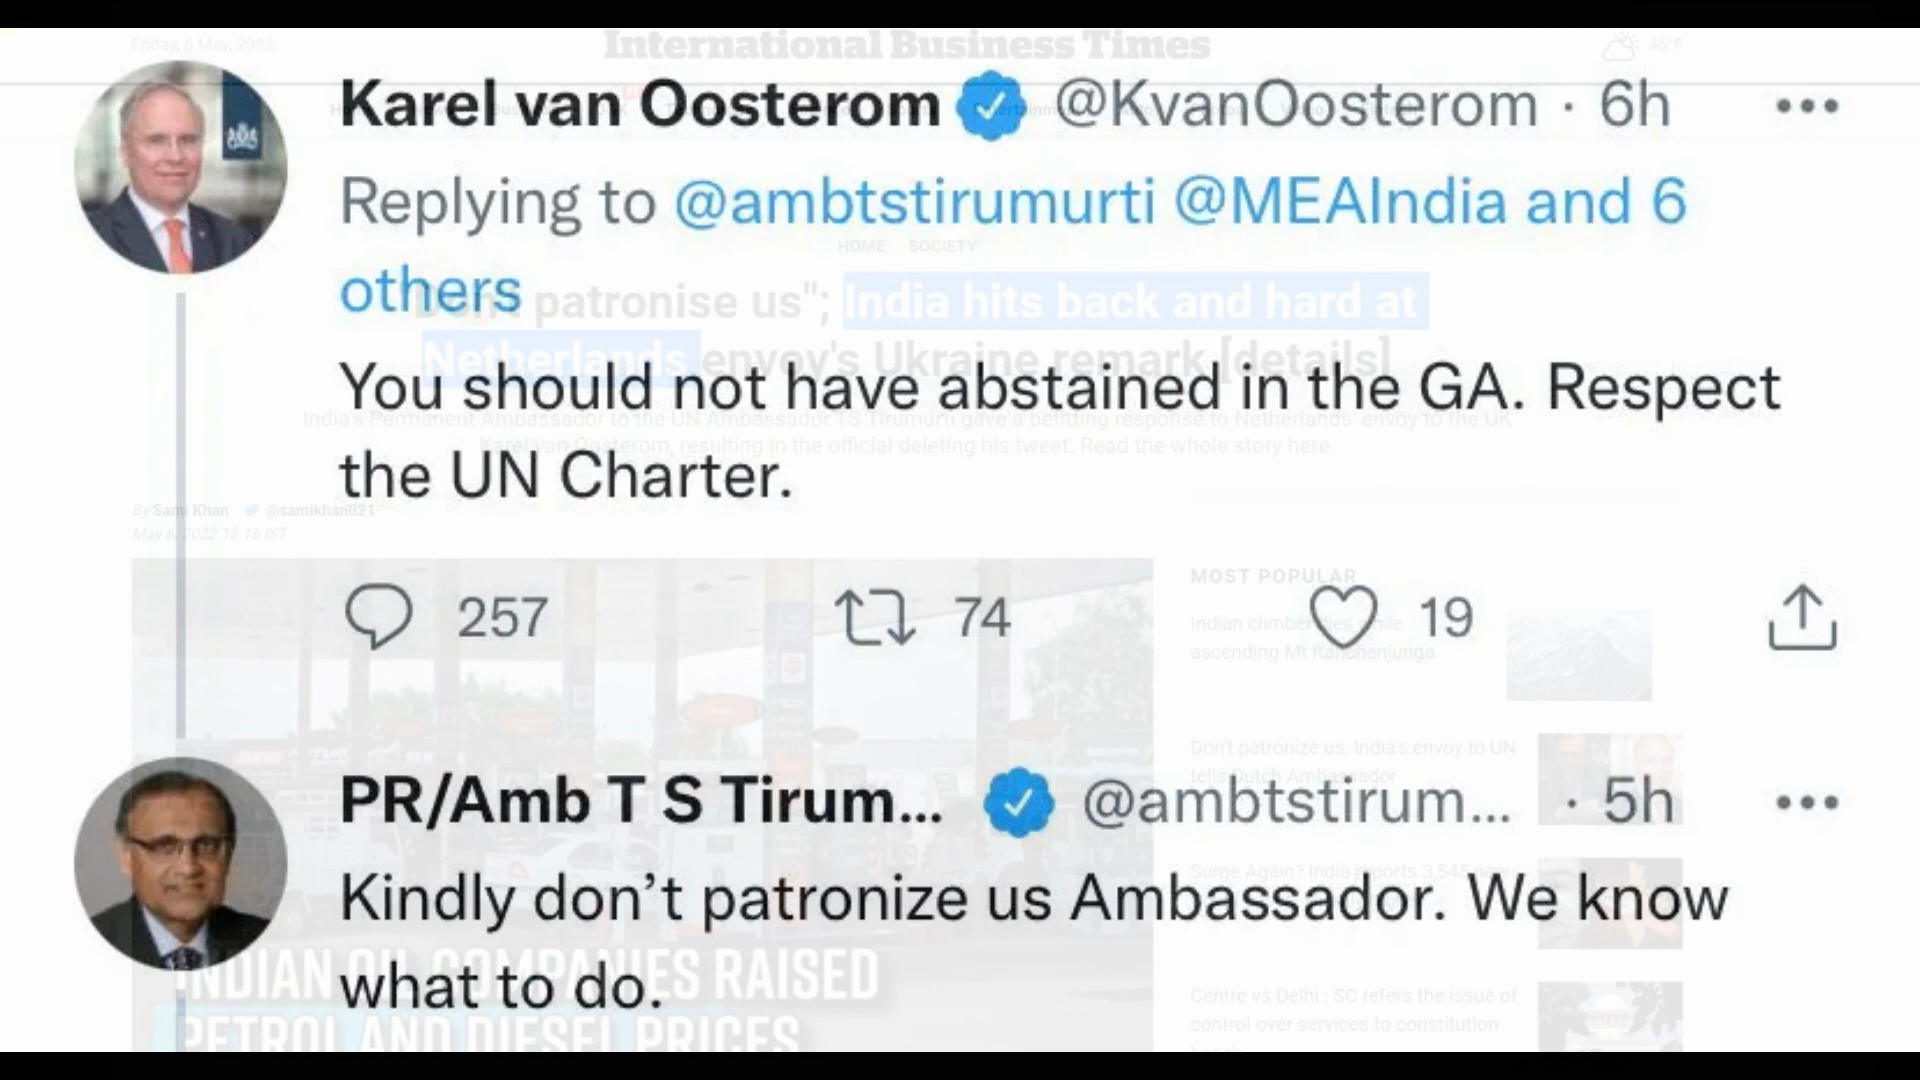 Friday, 6 May, 2022
International Business Times
45°F
Karel van Oosterom @KvanOosterom · 6h
Replying to @ambtstirumurti @MEAIndia and 6
others
HOME SOCIETY
patronise us"; India hits back and hard at
Netherlands envoy's Ukraine remark [details]
You should not have abstained in the GA. Respect
the UN Charter.
India's Permanent Ambassador to the UN Ambassador TS Tirumurti gave a befitting response to Netherlands' envoy to the UK
Karel van Oosterom, resulting in the official deleting his tweet. Read the whole story here.
By Sami Khan @samikhan021
May 6, 2022 18:16 IST
257 74 19
MOST POPULAR
Indian climber dies while
ascending Mt Kanchenjunga
Don't patronize us: India's envoy to UN
tells Dutch Ambassador
PR/Amb T S Tirum... @ambtstirum... · 5h
Surge Again? India reports 3,545 new
Kindly don't patronize us Ambassador. We know
what to do.
INDIAN OIL COMPANIES RAISED
PETROL AND DIESEL PRICES
Centre vs Delhi : SC refers the issue of
control over services to constitution